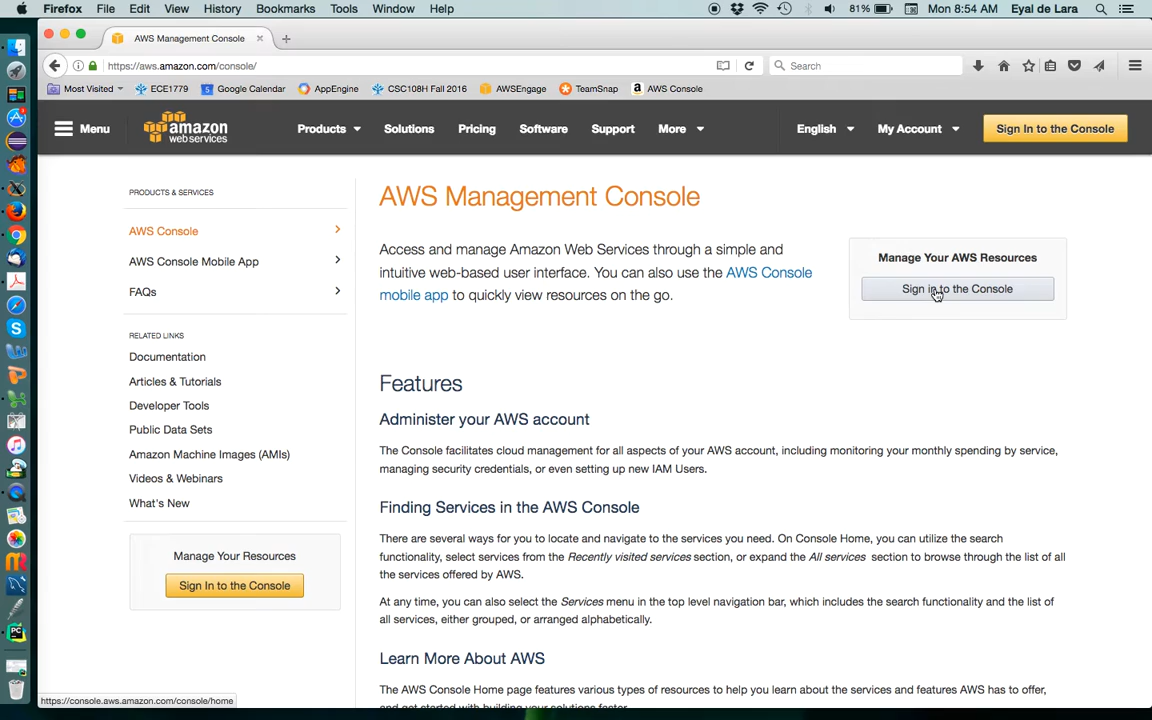 Firefox File Edit View History Bookmarks Tools Window Help 81% Mon 8:54 AM Eyal de Lara
AWS Management Console
https://aws.amazon.com/console/ Search
Most Visited ECE1779 Google Calendar AppEngine CSC108H Fall 2016 AWSEngage TeamSnap AWS Console
Menu amazon web services Products Solutions Pricing Software Support More English My Account Sign In to the Console
PRODUCTS & SERVICES
AWS Console
AWS Console Mobile App
FAQs
RELATED LINKS
Documentation
Articles & Tutorials
Developer Tools
Public Data Sets
Amazon Machine Images (AMIs)
Videos & Webinars
What's New
Manage Your Resources
Sign In to the Console
AWS Management Console
Access and manage Amazon Web Services through a simple and
intuitive web-based user interface. You can also use the AWS Console
mobile app to quickly view resources on the go.
Manage Your AWS Resources
Sign in to the Console
Features
Administer your AWS account
The Console facilitates cloud management for all aspects of your AWS account, including monitoring your monthly spending by service,
managing security credentials, or even setting up new IAM Users.
Finding Services in the AWS Console
There are several ways for you to locate and navigate to the services you need. On Console Home, you can utilize the search
functionality, select services from the Recently visited services section, or expand the All services section to browse through the list of all
the services offered by AWS.
At any time, you can also select the Services menu in the top level navigation bar, which includes the search functionality and the list of
all services, either grouped, or arranged alphabetically.
Learn More About AWS
The AWS Console Home page features various types of resources to help you learn about the services and features AWS has to offer,
and get started with building your solutions faster.
https://console.aws.amazon.com/console/home